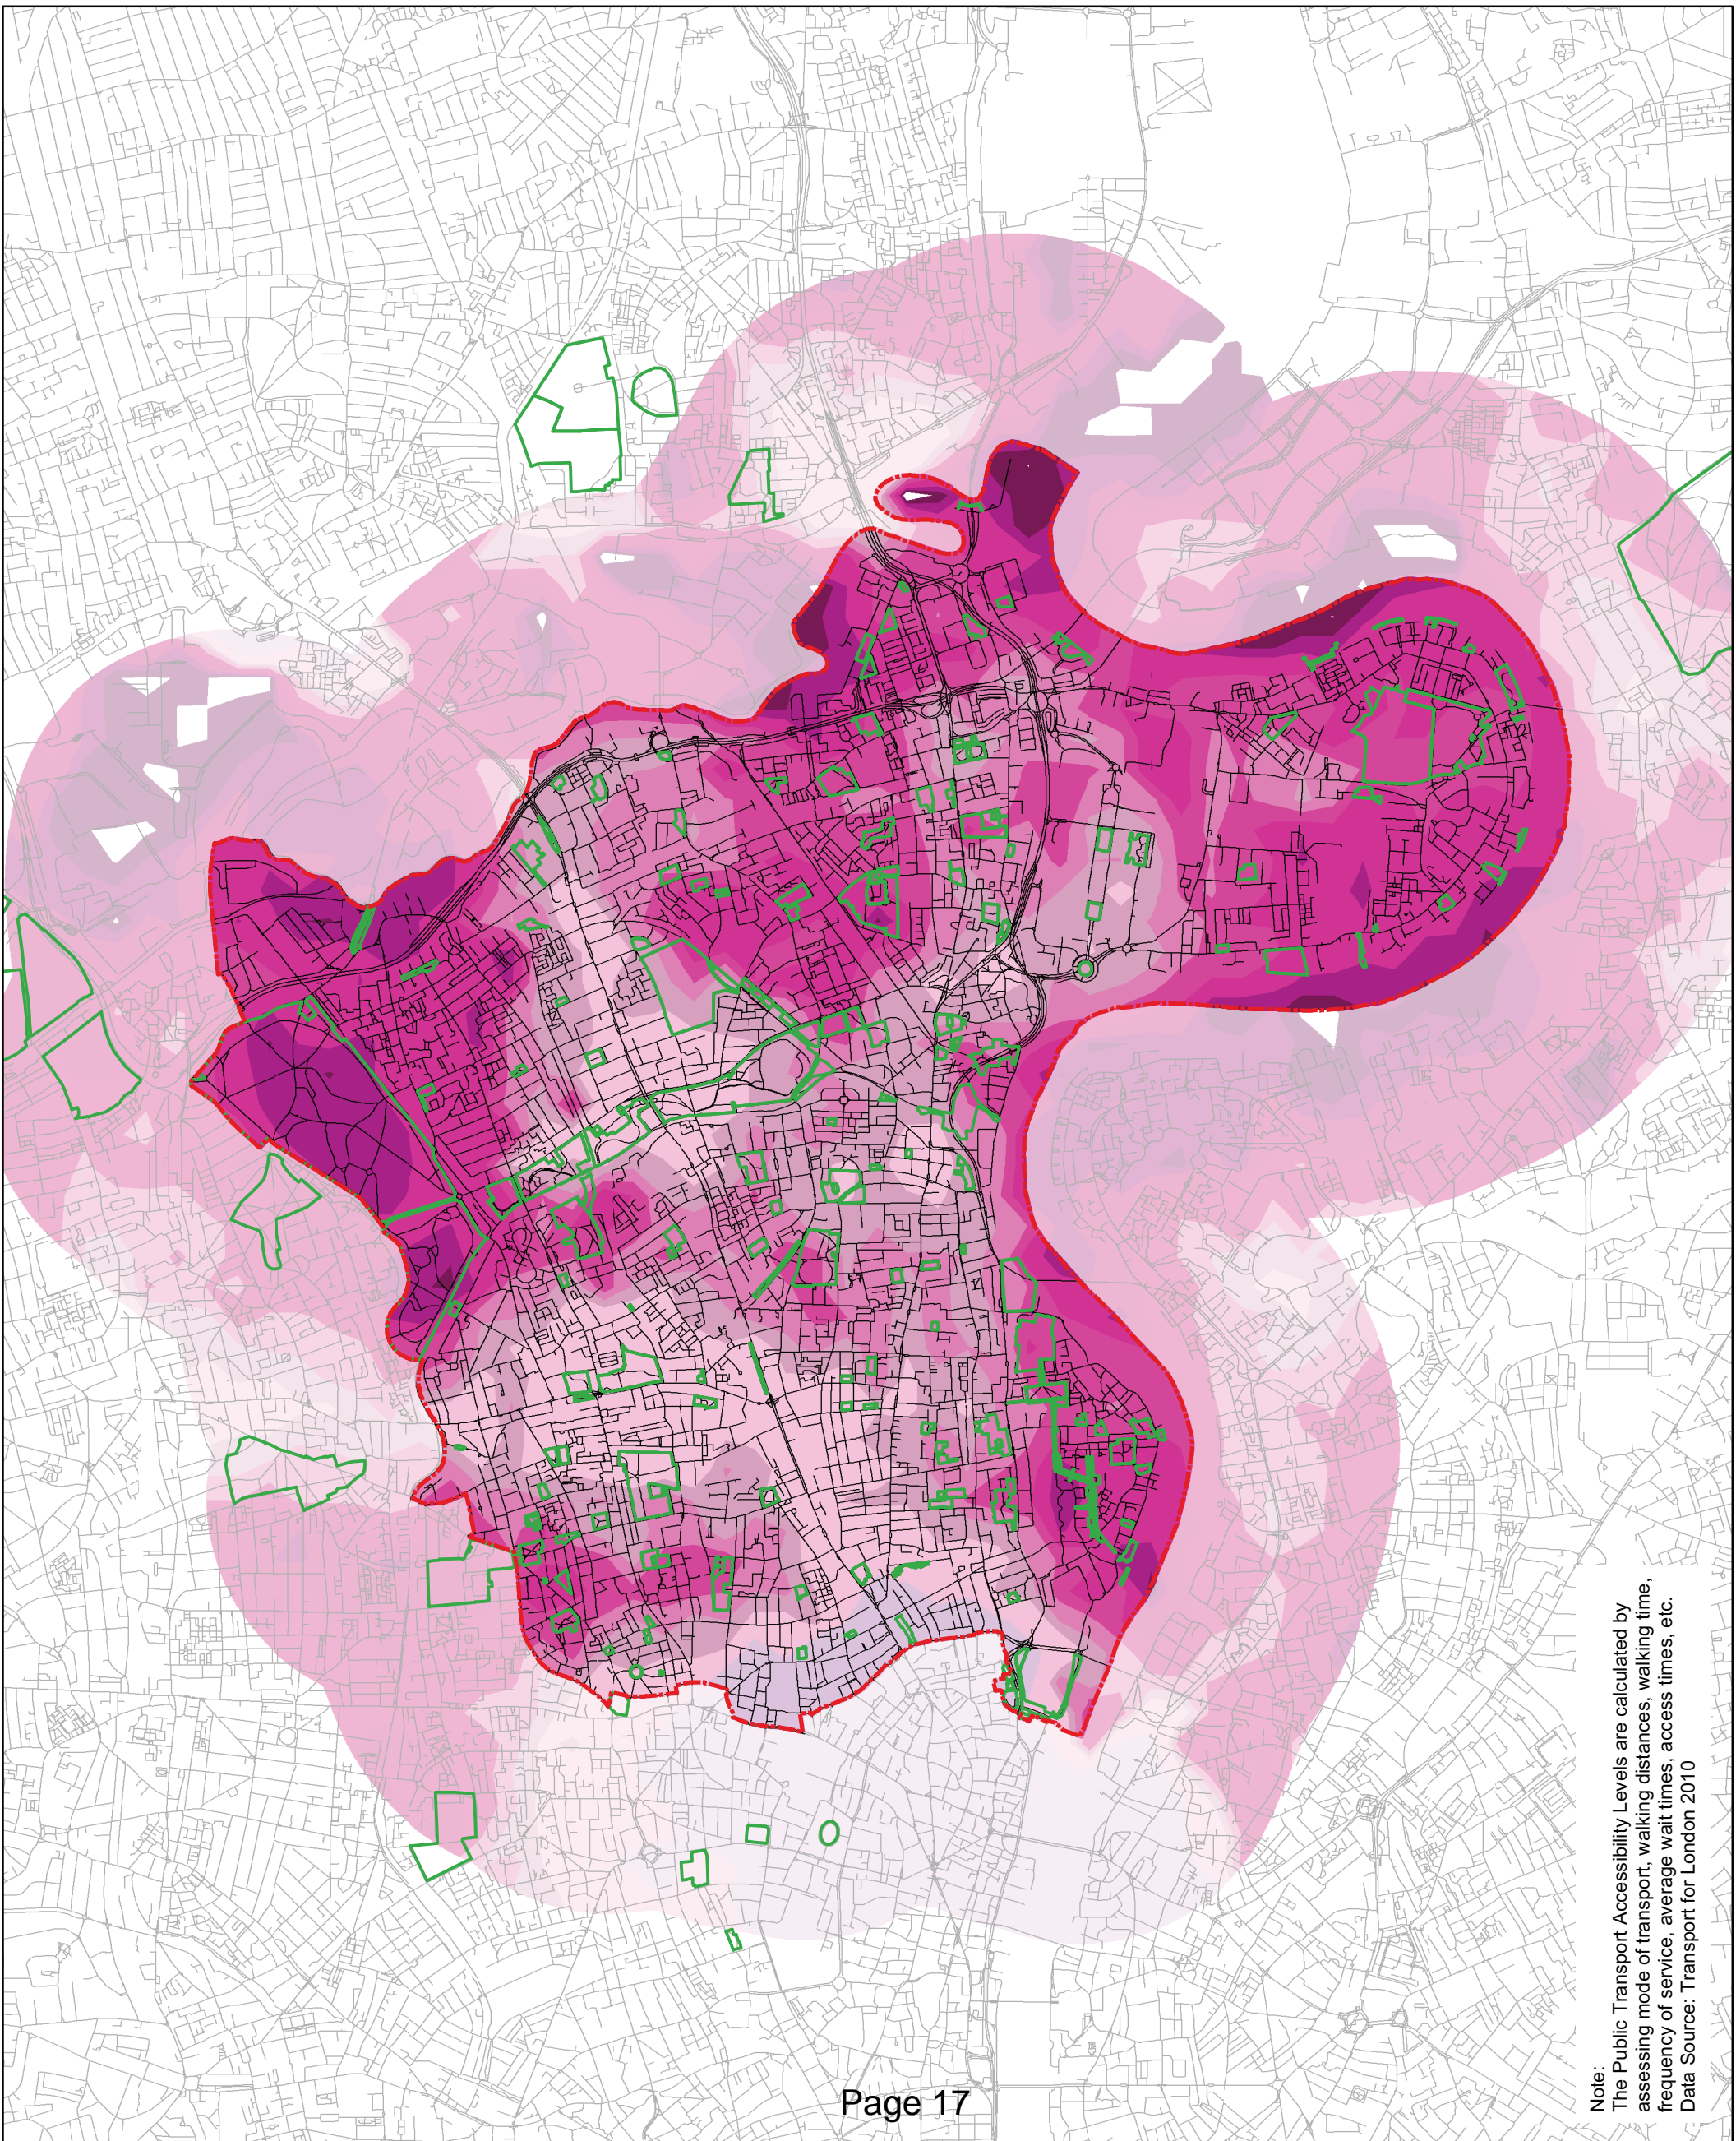 Note:
The Public Transport Accessibility Levels are calculated by
assessing mode of transport, walking distances, walking time,
frequency of service, average wait times, access times, etc.
Data Source: Transport for London 2010
Page 17